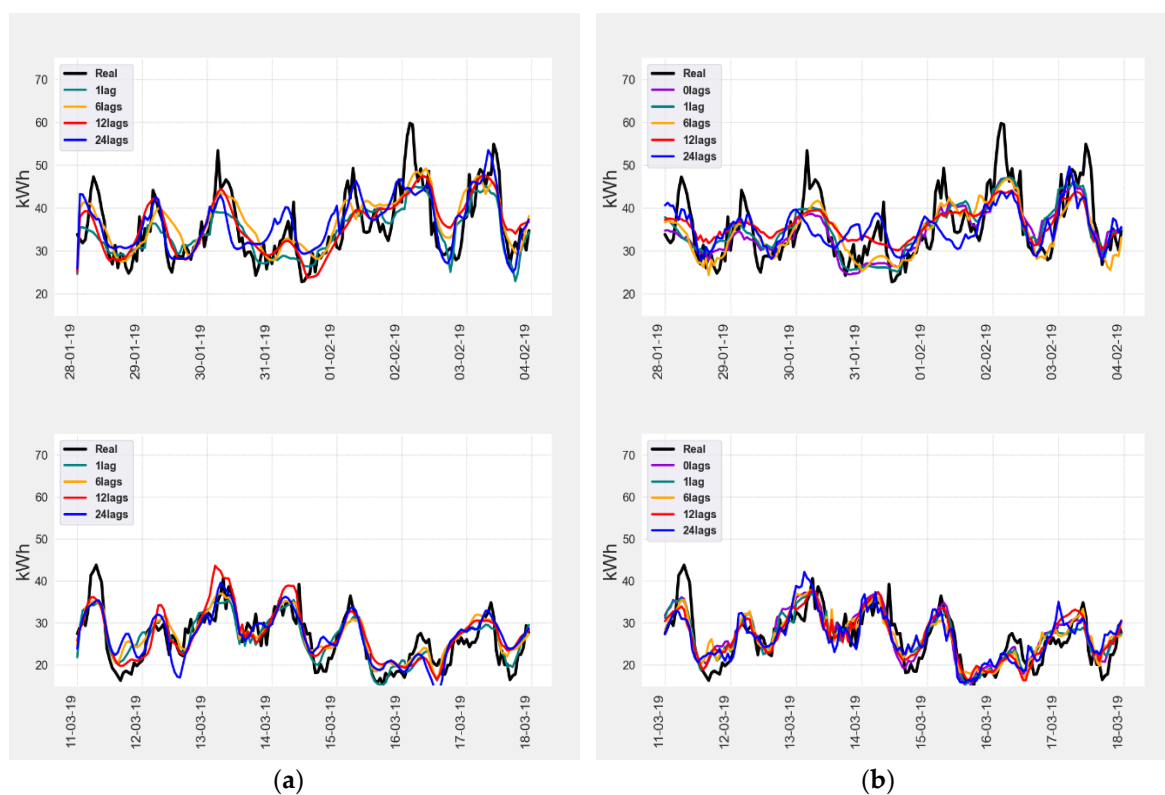 70
60
50
40
30
20
kWh
Real
1lag
6lags
12lags
24lags
28-01-19
29-01-19
30-01-19
31-01-19
01-02-19
02-02-19
03-02-19
04-02-19
70
60
50
40
30
20
Real
0lags
1lag
6lags
12lags
24lags
kWh
28-01-19
29-01-19
30-01-19
31-01-19
01-02-19
02-02-19
03-02-19
04-02-19
70
60
50
40
30
20
kWh
Real
1lag
6lags
12lags
24lags
11-03-19
12-03-19
13-03-19
14-03-19
15-03-19
16-03-19
17-03-19
18-03-19
70
60
50
40
30
20
kWh
Real
0lags
1lag
6lags
12lags
24lags
11-03-19
12-03-19
13-03-19
14-03-19
15-03-19
16-03-19
17-03-19
18-03-19
(a)
(b)